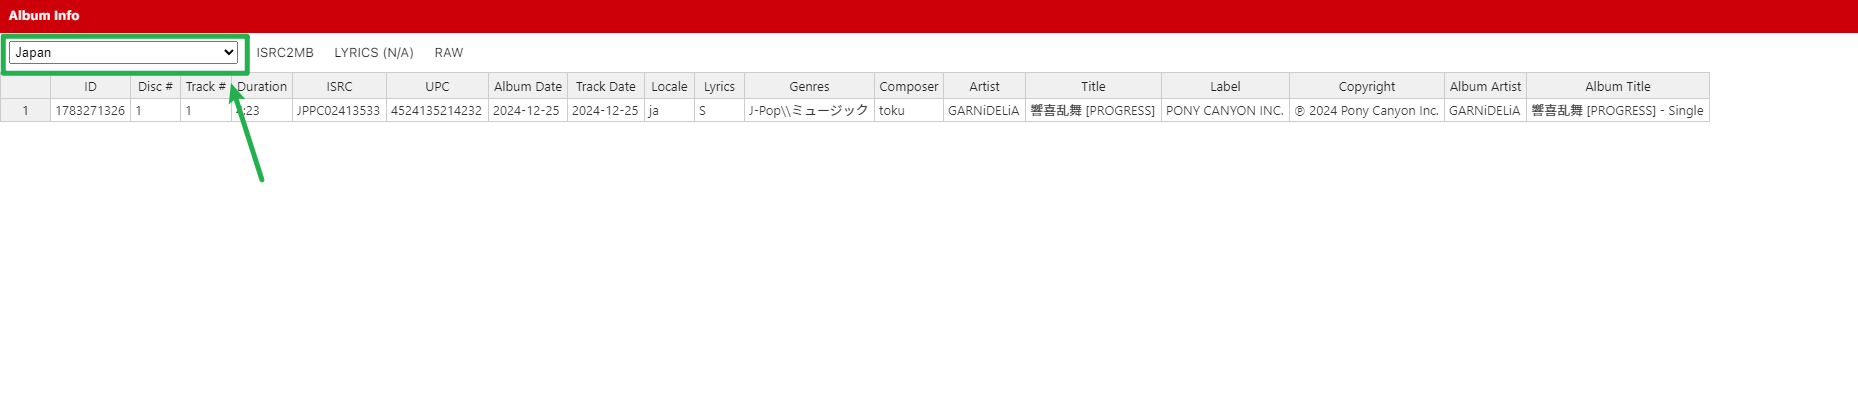 Album Info
Japan ISRC2MB LYRICS (N/A) RAW
ID Disc # Track # Duration ISRC UPC Album Date Track Date Locale Lyrics Genres Composer Artist Title Label Copyright Album Artist Album Title
1 1783271326 1 1 :23 JPPC02413533 4524135214232 2024-12-25 2024-12-25 ja S J-Pop\\ミュージック toku GARNiDELiA 響喜乱舞 [PROGRESS] PONY CANYON INC. ℗ 2024 Pony Canyon Inc. GARNiDELiA 響喜乱舞 [PROGRESS] - Single